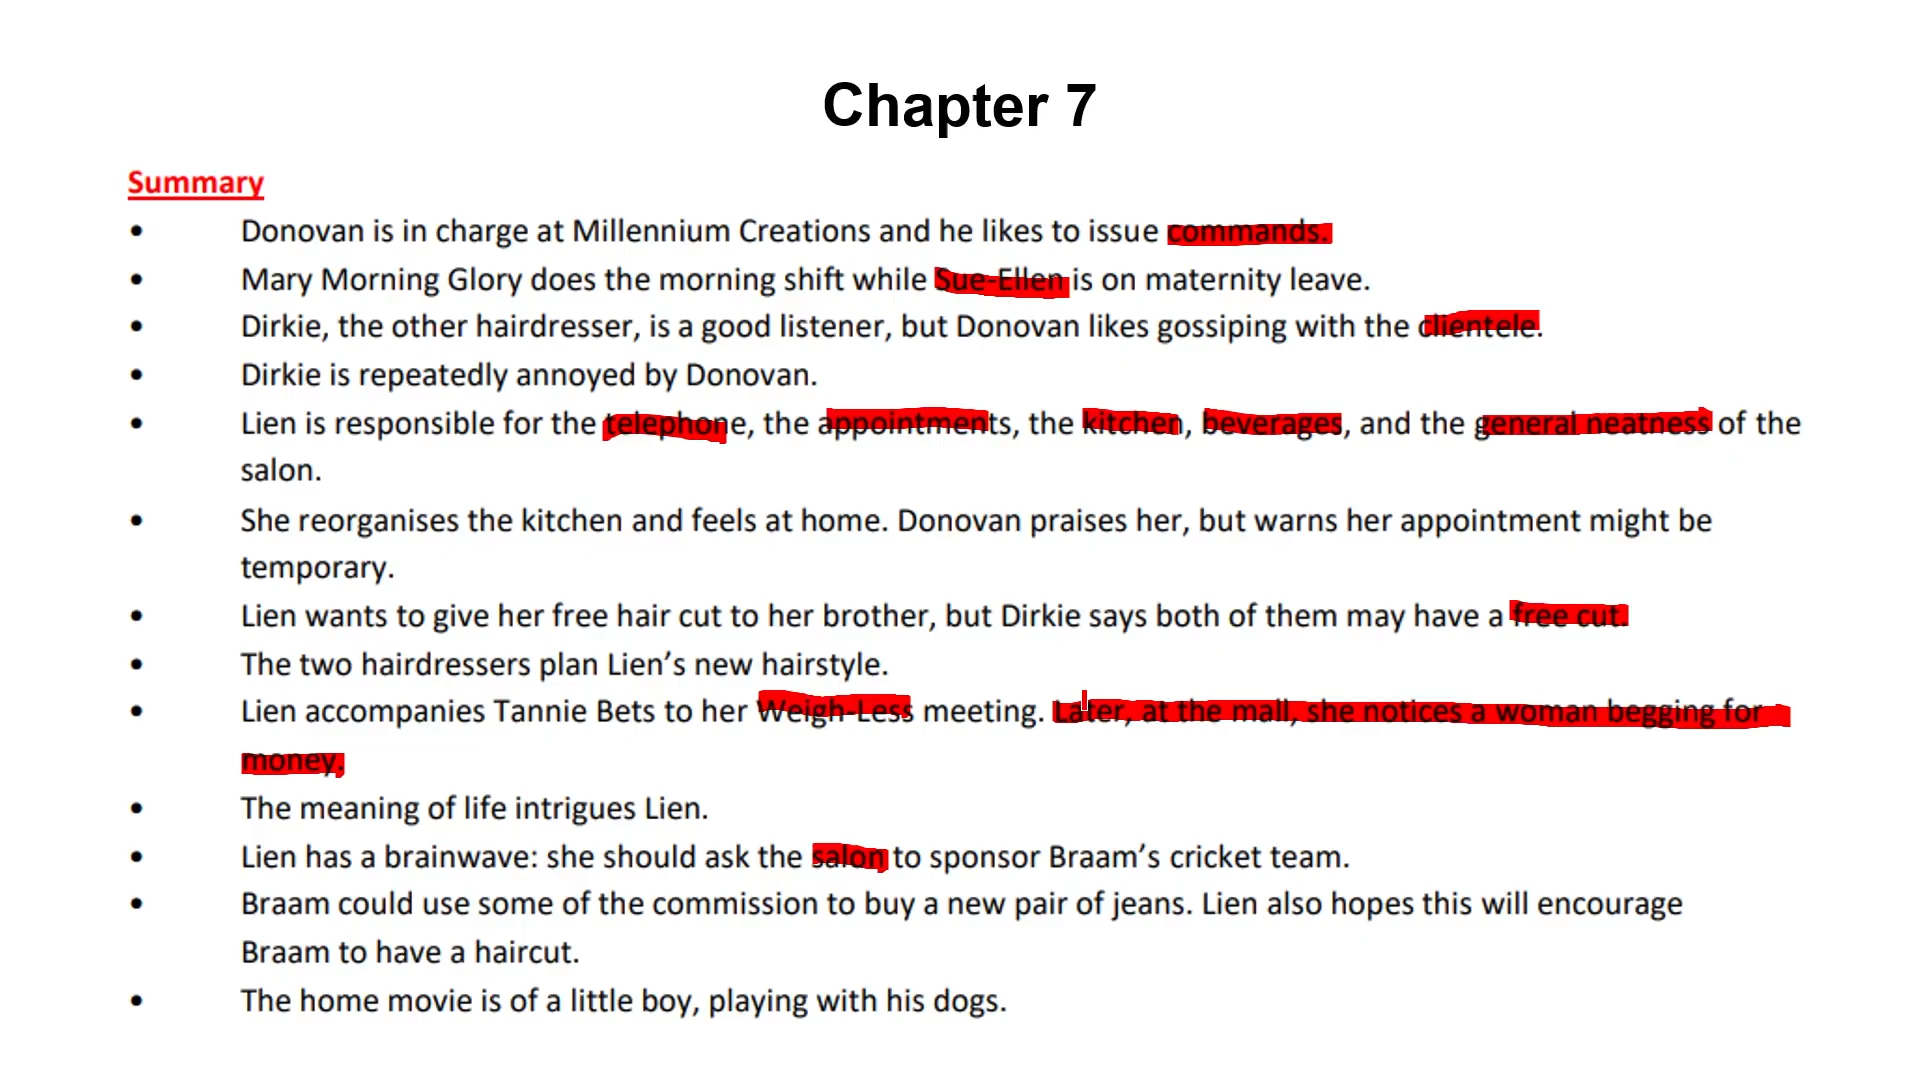 Chapter 7
Summary
• Donovan is in charge at Millennium Creations and he likes to issue commands.
• Mary Morning Glory does the morning shift while Sue-Ellen is on maternity leave.
• Dirkie, the other hairdresser, is a good listener, but Donovan likes gossiping with the clientele.
• Dirkie is repeatedly annoyed by Donovan.
• Lien is responsible for the telephone, the appointments, the kitchen, beverages, and the general neatness of the
salon.
• She reorganises the kitchen and feels at home. Donovan praises her, but warns her appointment might be
temporary.
• Lien wants to give her free hair cut to her brother, but Dirkie says both of them may have a free cut.
• The two hairdressers plan Lien’s new hairstyle.
• Lien accompanies Tannie Bets to her Weigh-Less meeting. Later, at the mall, she notices a woman begging for
money.
• The meaning of life intrigues Lien.
• Lien has a brainwave: she should ask the salon to sponsor Braam’s cricket team.
• Braam could use some of the commission to buy a new pair of jeans. Lien also hopes this will encourage
Braam to have a haircut.
• The home movie is of a little boy, playing with his dogs.